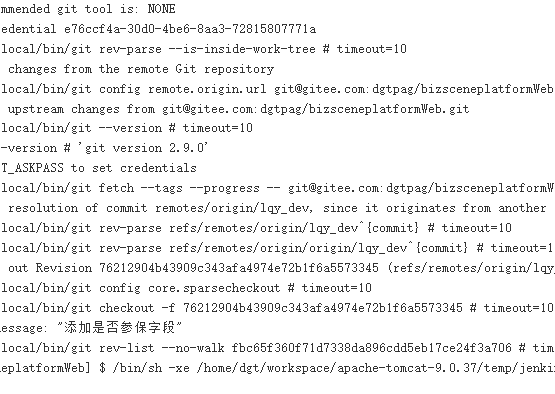 mmended git tool is: NONE
edential e76ccf4a-30d0-4be6-8aa3-72815807771a
local/bin/git rev-parse --is-inside-work-tree # timeout=10
changes from the remote Git repository
local/bin/git config remote.origin.url git@gitee.com:dgtpag/bizsceneplatformWeb
upstream changes from git@gitee.com:dgtpag/bizsceneplatformWeb.git
local/bin/git --version # timeout=10
-version # 'git version 2.9.0'
T_ASKPASS to set credentials
local/bin/git fetch --tags --progress -- git@gitee.com:dgtpag/bizsceneplatformW
resolution of commit remotes/origin/lqy_dev, since it originates from another
local/bin/git rev-parse refs/remotes/origin/lqy_dev^{commit} # timeout=10
local/bin/git rev-parse refs/remotes/origin/origin/lqy_dev^{commit} # timeout=1
out Revision 76212904b43909c343afa4974e72b1f6a5573345 (refs/remotes/origin/lqy_
local/bin/git config core.sparsecheckout # timeout=10
local/bin/git checkout -f 76212904b43909c343afa4974e72b1f6a5573345 # timeout=10
essage: "添加是否参保字段"
local/bin/git rev-list --no-walk fbc65f360f71d7338da896cdd5eb17ce24f3a706 # tim
eplatformWeb] $ /bin/sh -xe /home/dgt/workspace/apache-tomcat-9.0.37/temp/jenki